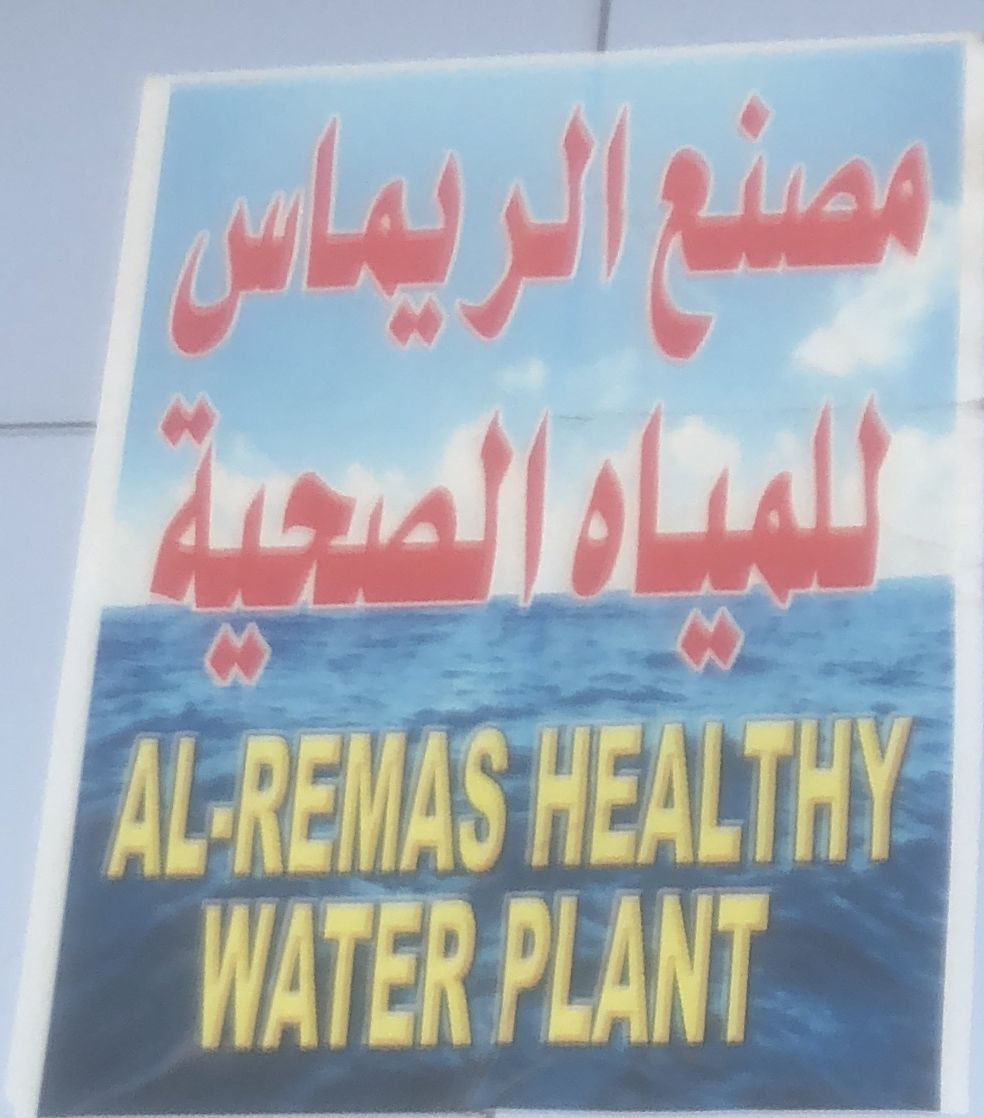 مصنع الريماس
للمياه الصحية
AL-REMAS HEALTHY
WATER PLANT